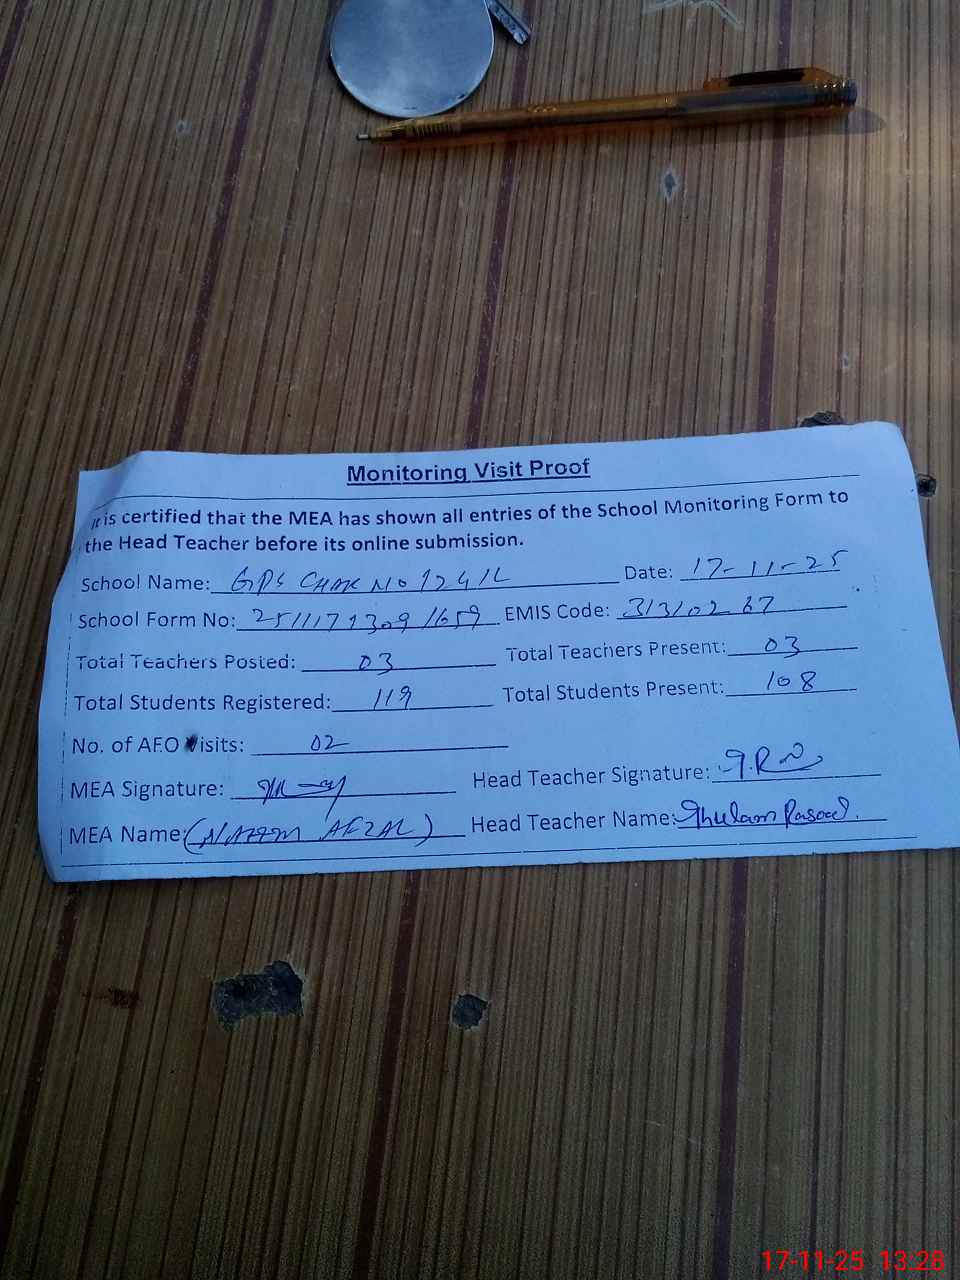 Monitoring Visit Proof
It is certified that the MEA has shown all entries of the School Monitoring Form to
the Head Teacher before its online submission.
School Name: GPS CHAK NO 124/L Date: 17-11-25
School Form No: EMIS Code: 31310267
Total Teachers Posted: 03 Total Teachers Present: 03
Total Students Registered: 119 Total Students Present: 108
No. of AEO Visits: 02
MEA Signature: Head Teacher Signature: G.R
MEA Name: (NAEEM AFZAL) Head Teacher Name: Ghulam Rasool.
17-11-25 13:28